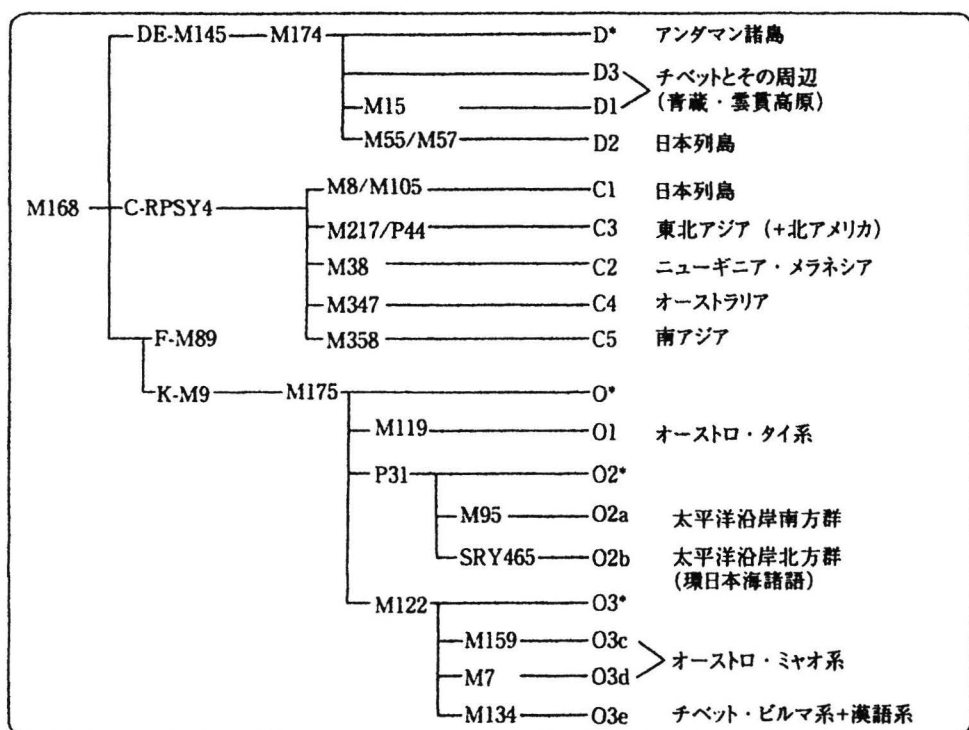 DE-M145 M174 D* アンダマン諸島
D3 チベットとその周辺
(青蔵・雲貴高原)
M15 D1
M55/M57 D2 日本列島
M8/M105 C1 日本列島
M168 C-RPSY4
M217/P44 C3 東北アジア (+北アメリカ)
M38 C2 ニューギニア・メラネシア
M347 C4 オーストラリア
F-M89 M358 C5 南アジア
K-M9 M175 O*
M119 O1 オーストロ・タイ系
P31 O2*
M95 O2a 太平洋沿岸南方群
SRY465 O2b 太平洋沿岸北方群
(環日本海諸語)
M122 O3*
M159 O3c オーストロ・ミャオ系
M7 O3d
M134 O3e チベット・ビルマ系+漢語系